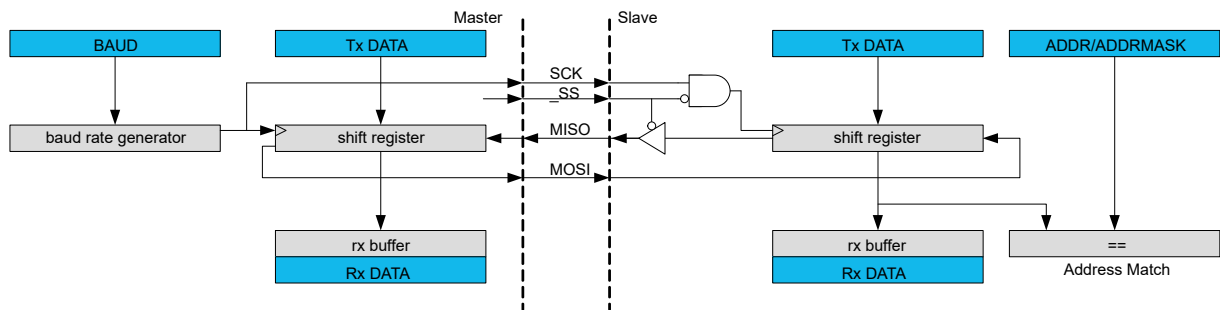 Master
Slave
BAUD
Tx DATA
Tx DATA
ADDR/ADDRMASK
SCK
_SS
baud rate generator
shift register
MISO
shift register
MOSI
rx buffer
rx buffer
==
Rx DATA
Rx DATA
Address Match